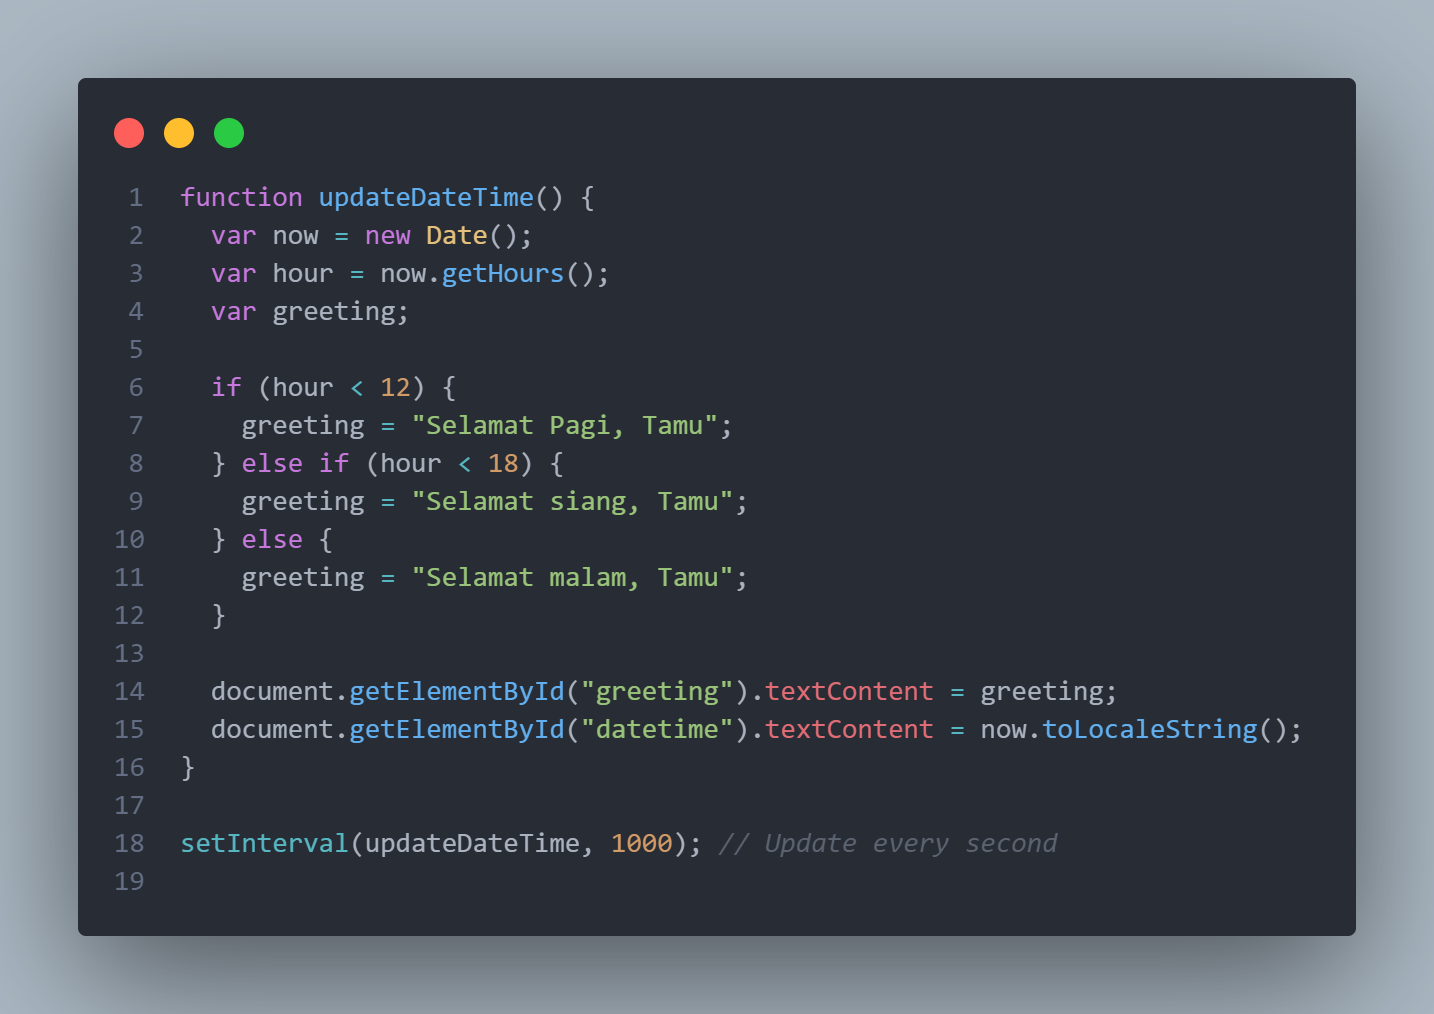 1 function updateDateTime() {
2   var now = new Date();
3   var hour = now.getHours();
4   var greeting;
5
6   if (hour < 12) {
7     greeting = "Selamat Pagi, Tamu";
8   } else if (hour < 18) {
9     greeting = "Selamat siang, Tamu";
10   } else {
11     greeting = "Selamat malam, Tamu";
12   }
13
14   document.getElementById("greeting").textContent = greeting;
15   document.getElementById("datetime").textContent = now.toLocaleString();
16 }
17
18 setInterval(updateDateTime, 1000); // Update every second
19